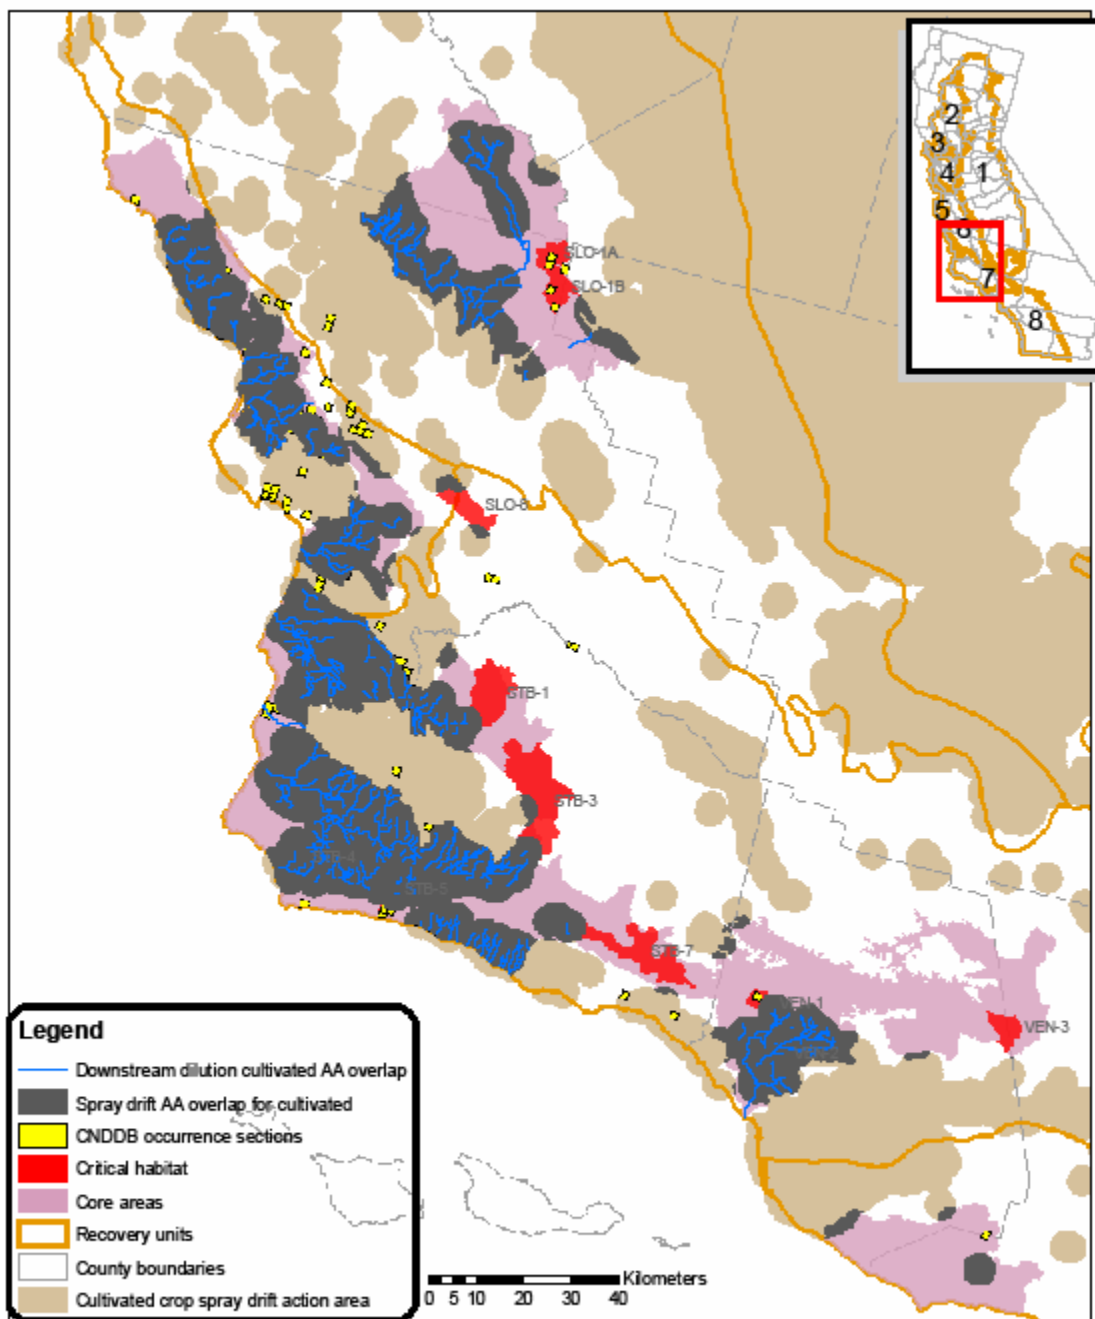 2
3
4
1
5
6
7
8
SLO-1A
SLO-1B
SLO-8
STB-1
STB-3
STB-4
STB-5
STB-7
VEN-1
VEN-2
VEN-3
Legend
Downstream dilution cultivated AA overlap
Spray drift AA overlap for cultivated
CNDDB occurrence sections
Critical habitat
Core areas
Recovery units
County boundaries
Cultivated crop spray drift action area
Kilometers
0 5 10 20 30 40